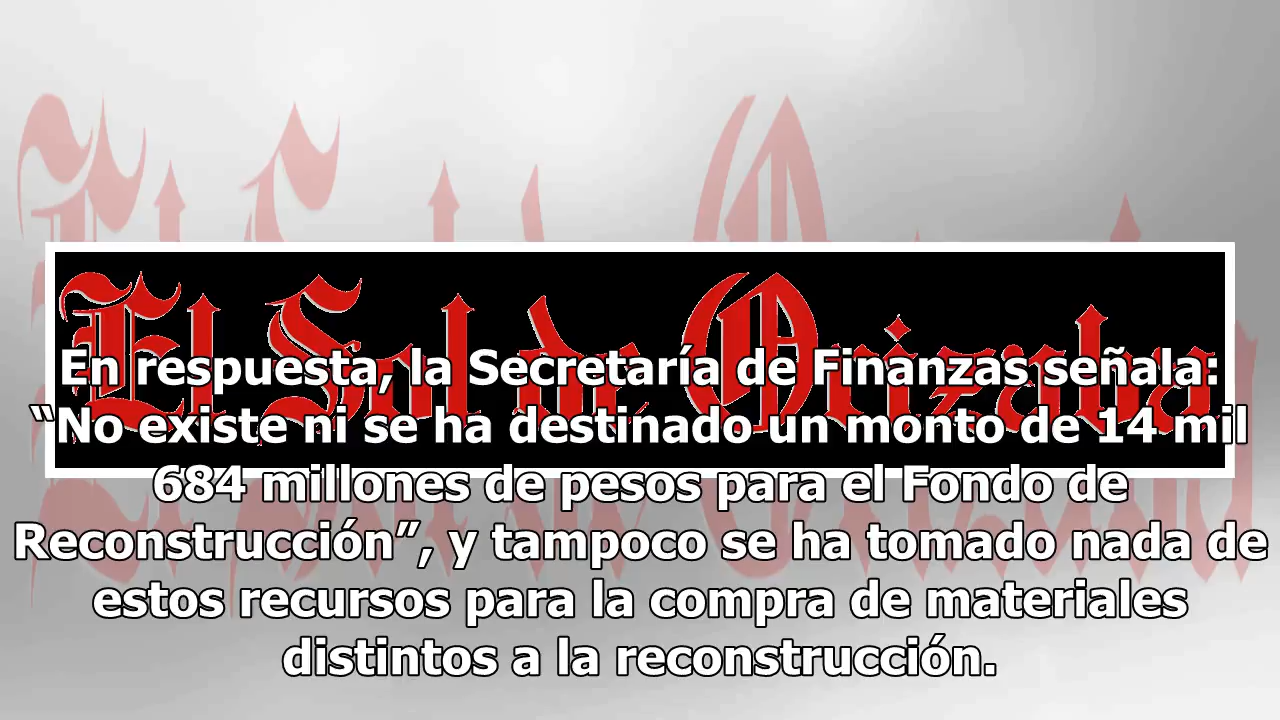 El Sol de Orizaba
En respuesta, la Secretaría de Finanzas señala:
“No existe ni se ha destinado un monto de 14 mil
684 millones de pesos para el Fondo de
Reconstrucción”, y tampoco se ha tomado nada de
estos recursos para la compra de materiales
distintos a la reconstrucción.